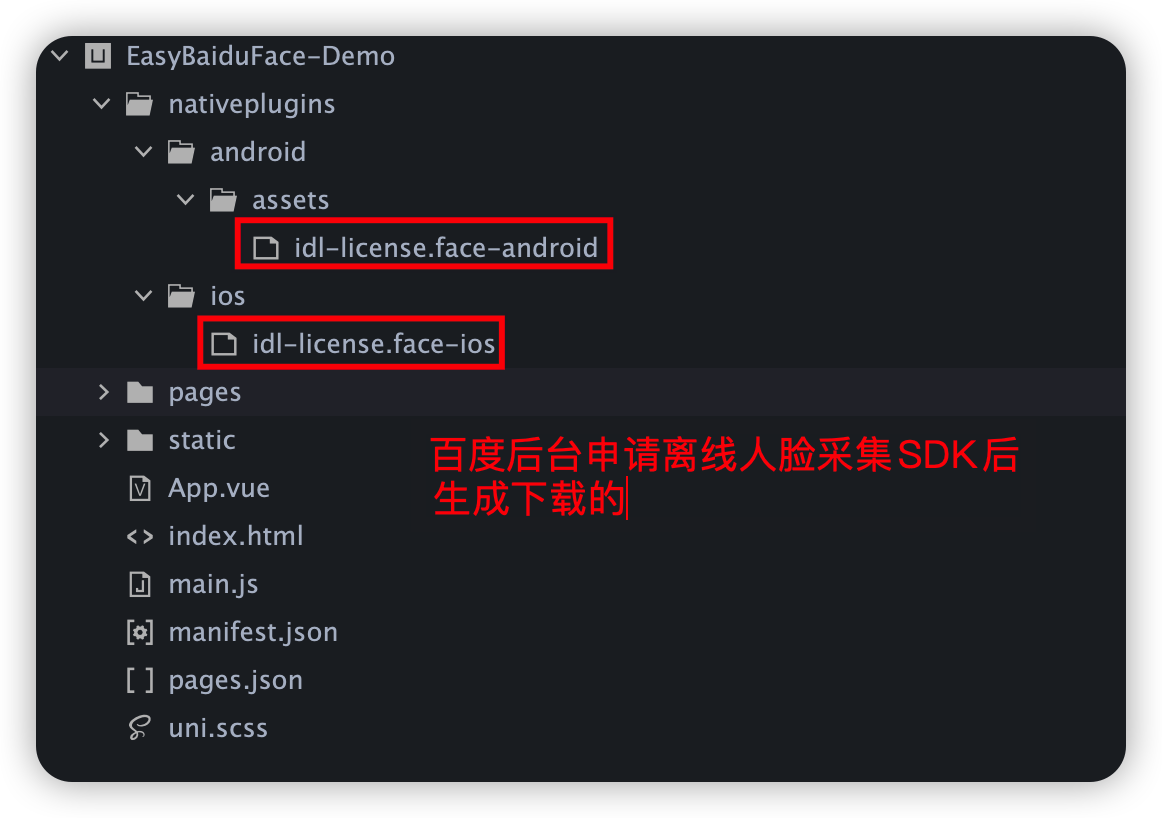 EasyBaiduFace-Demo
nativeplugins
android
assets
idl-license.face-android
ios
idl-license.face-ios
pages
static
百度后台申请离线人脸采集SDK后
生成下载的
App.vue
index.html
main.js
manifest.json
pages.json
uni.scss